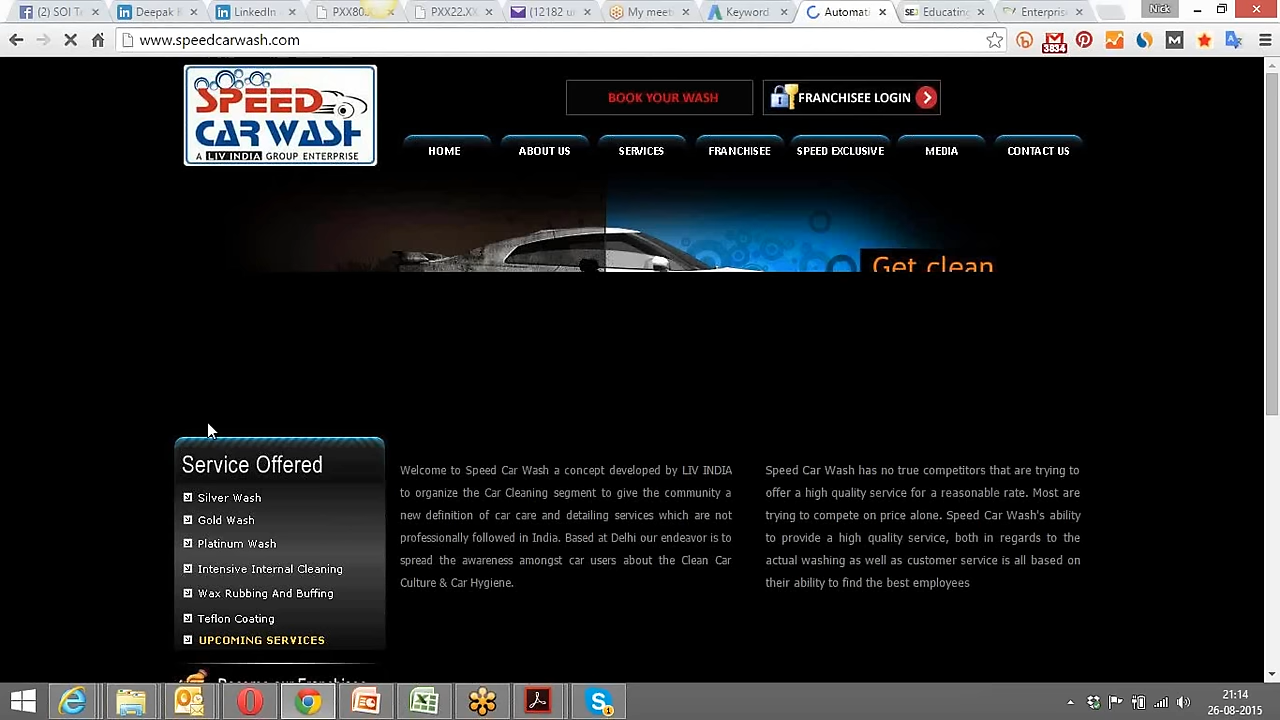 (2) SOI Te
Deepak
LinkedIn
PXX80
PXX22.XX
(12182 u
My meet
Keyword
Automati
Educating
Enterpris
Nick
www.speedcarwash.com
3834
SPEED
CAR WASH
A LIV INDIA GROUP ENTERPRISE
BOOK YOUR WASH
FRANCHISEE LOGIN
HOME ABOUT US SERVICES FRANCHISEE SPEED EXCLUSIVE MEDIA CONTACT US
Get clean
Service Offered
Silver Wash
Gold Wash
Platinum Wash
Intensive Internal Cleaning
Wax Rubbing And Buffing
Teflon Coating
UPCOMING SERVICES
Welcome to Speed Car Wash a concept developed by LIV INDIA
to organize the Car Cleaning segment to give the community a
new definition of car care and detailing services which are not
professionally followed in India. Based at Delhi our endeavor is to
spread the awareness amongst car users about the Clean Car
Culture & Car Hygiene.
Speed Car Wash has no true competitors that are trying to
offer a high quality service for a reasonable rate. Most are
trying to compete on price alone. Speed Car Wash's ability
to provide a high quality service, both in regards to the
actual washing as well as customer service is all based on
their ability to find the best employees
21:14
26-08-2015